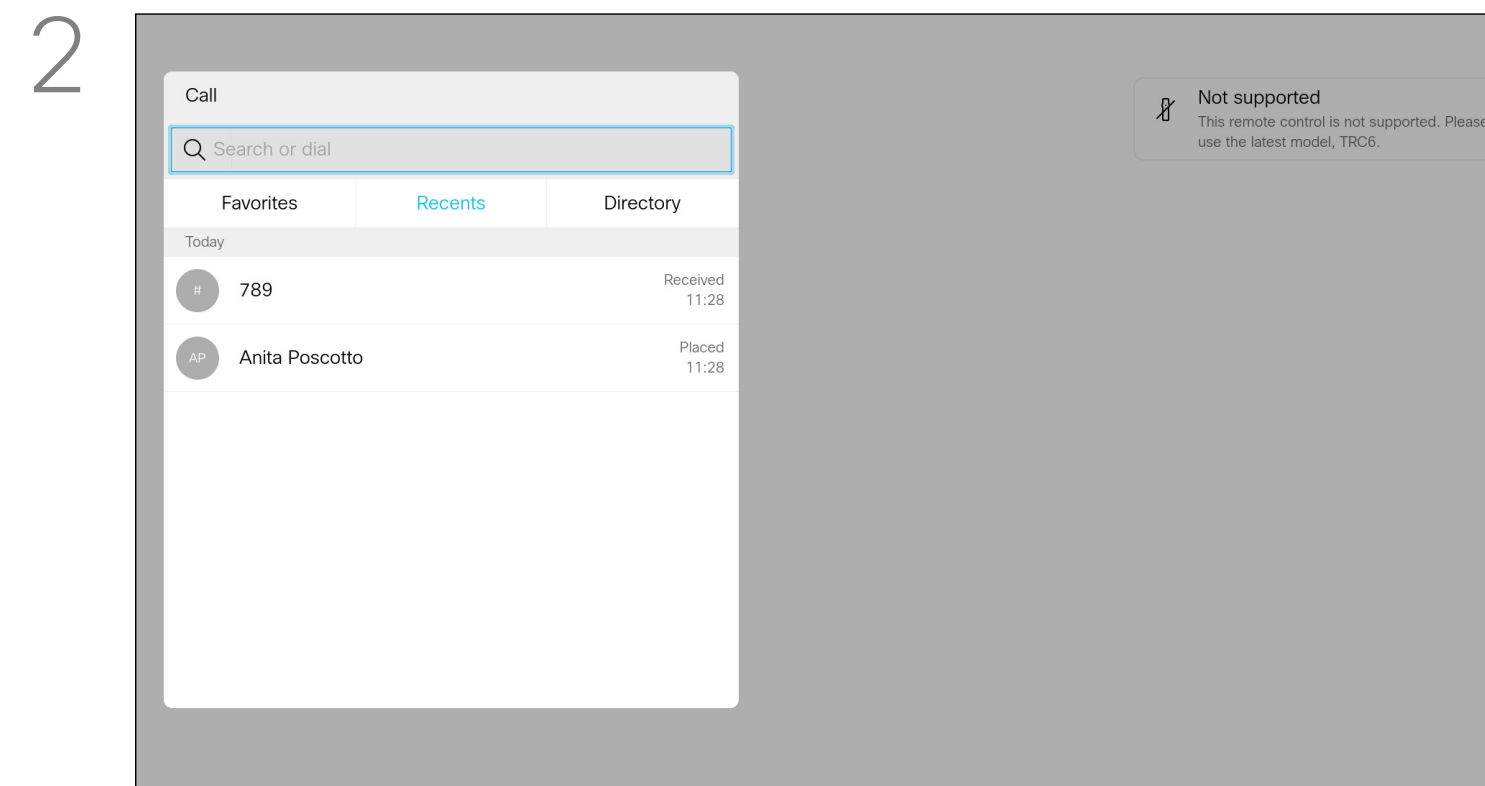 2
Call
Search or dial
Favorites Recents Directory
Today
# 789 Received
11:28
AP Anita Poscotto Placed
11:28
Not supported
This remote control is not supported. Please
use the latest model, TRC6.